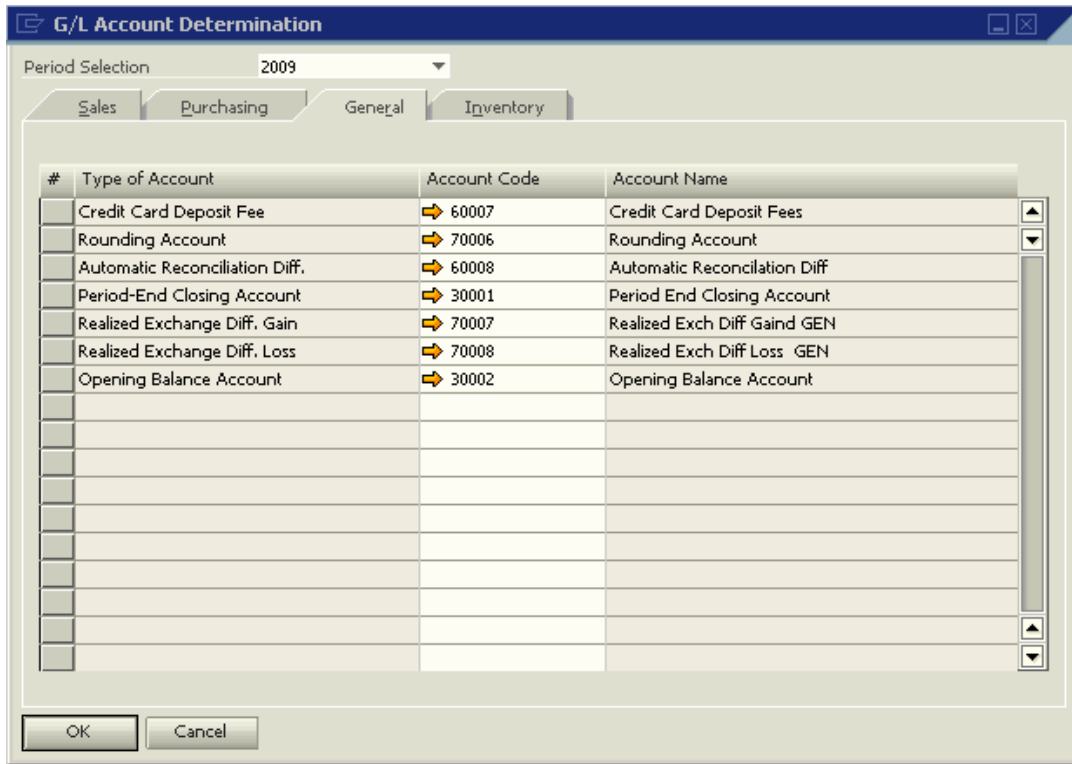 G/L Account Determination
Period Selection 2009
Sales Purchasing General Inventory
# Type of Account Account Code Account Name
Credit Card Deposit Fee 60007 Credit Card Deposit Fees
Rounding Account 70006 Rounding Account
Automatic Reconciliation Diff. 60008 Automatic Reconcilation Diff
Period-End Closing Account 30001 Period End Closing Account
Realized Exchange Diff. Gain 70007 Realized Exch Diff Gaind GEN
Realized Exchange Diff. Loss 70008 Realized Exch Diff Loss GEN
Opening Balance Account 30002 Opening Balance Account
OK Cancel